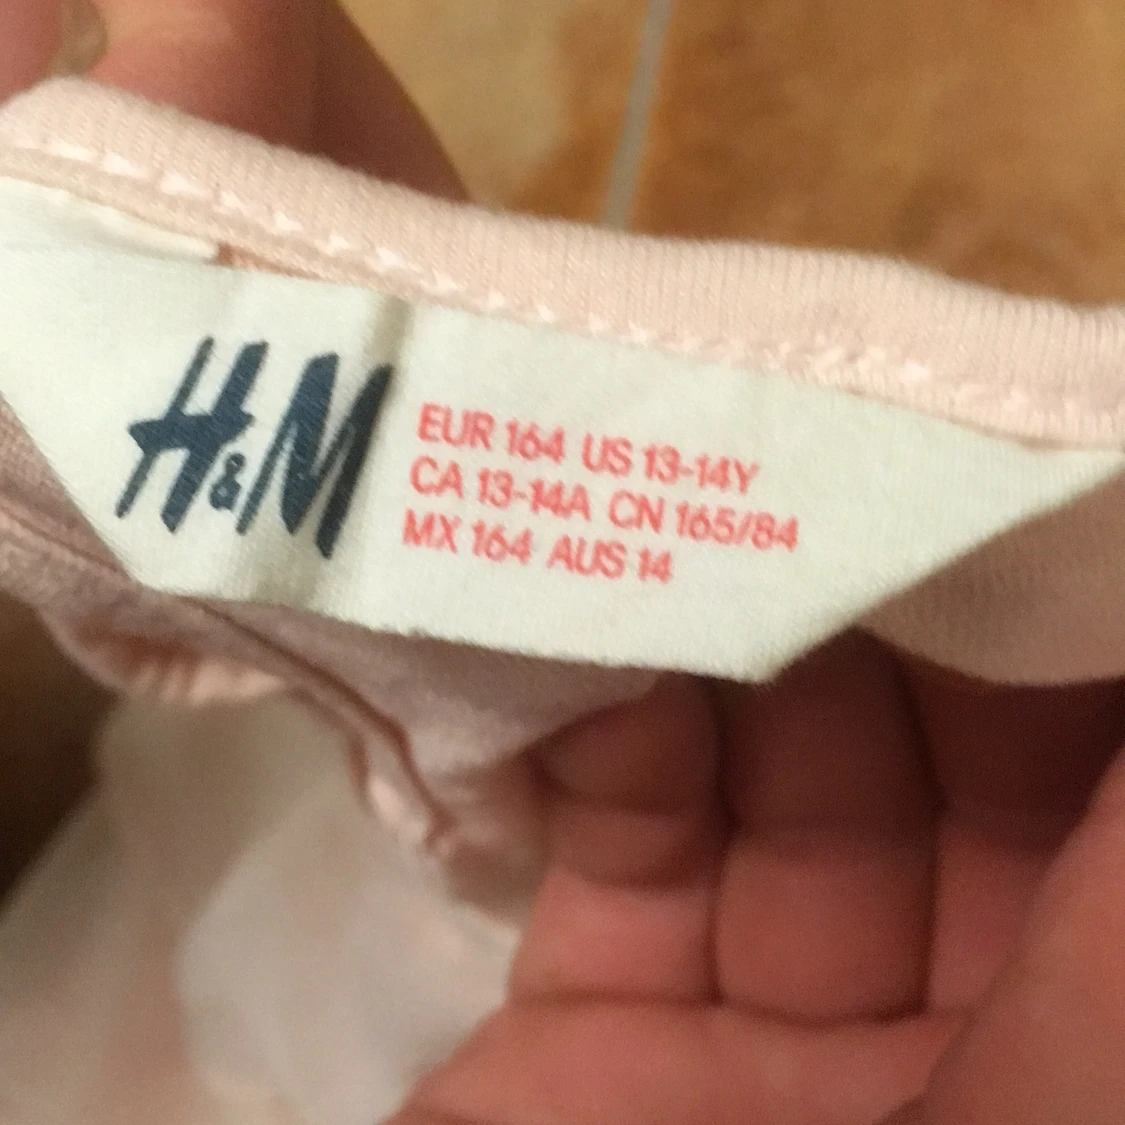 H&M
EUR 164 US 13-14Y
CA 13-14A CN 165/84
MX 164 AUS 14